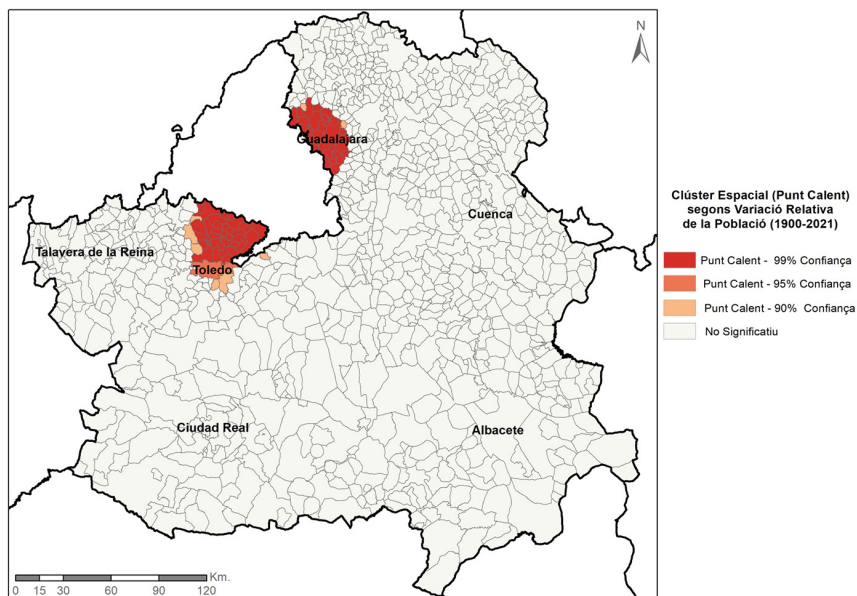 N
Guadalajara
Cuenca
Talavera de la Reina
Toledo
Ciudad Real
Albacete
Km.
0 15 30 60 90 120
Clúster Espacial (Punt Calent)
segons Variació Relativa
de la Població (1900-2021)
Punt Calent - 99% Confiança
Punt Calent - 95% Confiança
Punt Calent - 90% Confiança
No Significatiu